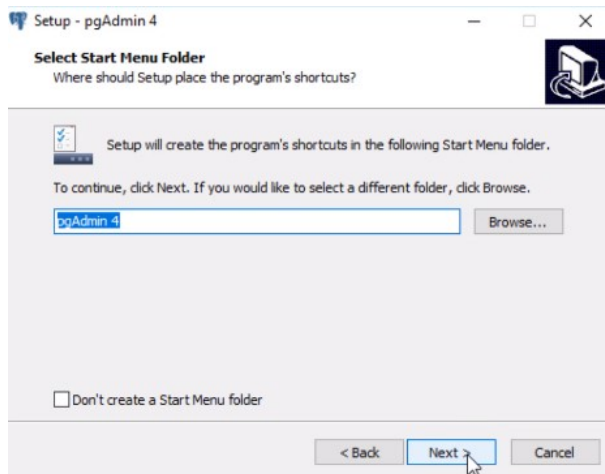 Setup - pgAdmin 4
Select Start Menu Folder
Where should Setup place the program's shortcuts?
Setup will create the program's shortcuts in the following Start Menu folder.
To continue, click Next. If you would like to select a different folder, click Browse.
pgAdmin 4
Browse...
Don't create a Start Menu folder
< Back
Next >
Cancel